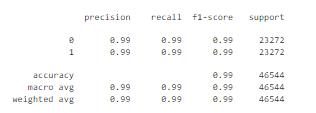 precision recall f1-score support
0 0.99 0.99 0.99 23272
1 0.99 0.99 0.99 23272
accuracy 0.99 46544
macro avg 0.99 0.99 0.99 46544
weighted avg 0.99 0.99 0.99 46544